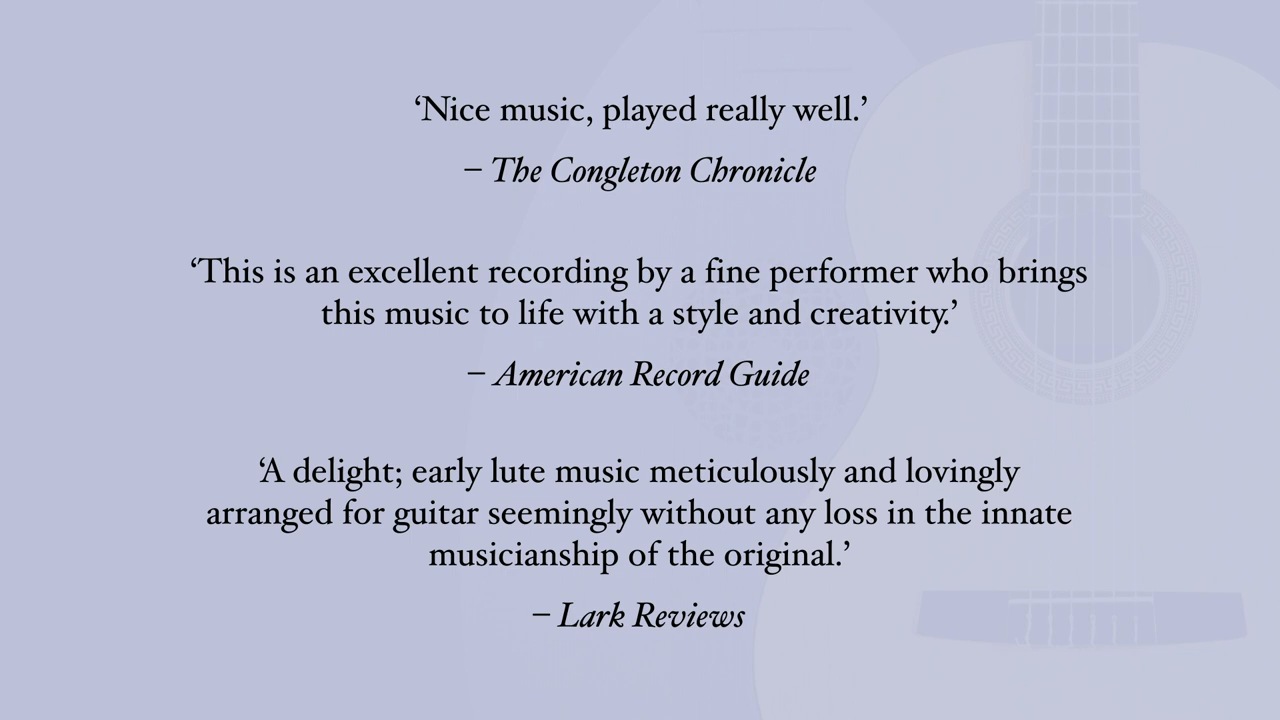 ‘Nice music, played really well.’
– The Congleton Chronicle
‘This is an excellent recording by a fine performer who brings
this music to life with a style and creativity.’
– American Record Guide
‘A delight; early lute music meticulously and lovingly
arranged for guitar seemingly without any loss in the innate
musicianship of the original.’
– Lark Reviews